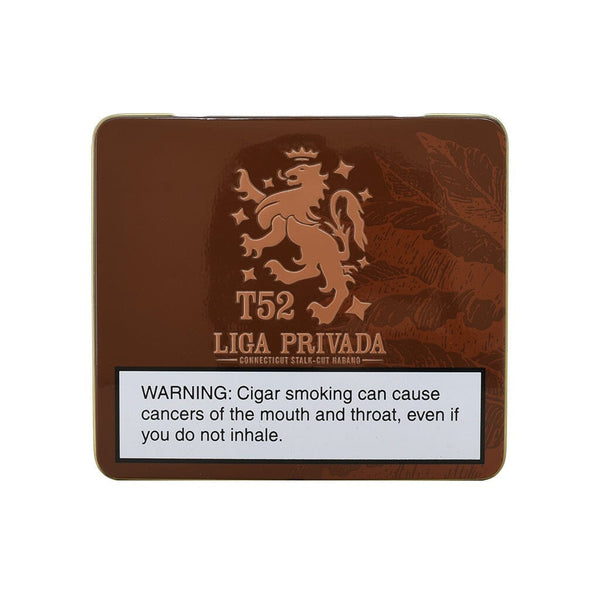 T52
LIGA PRIVADA
CONNECTICUT STALK-CUT HABANO
WARNING: Cigar smoking can cause
cancers of the mouth and throat, even if
you do not inhale.